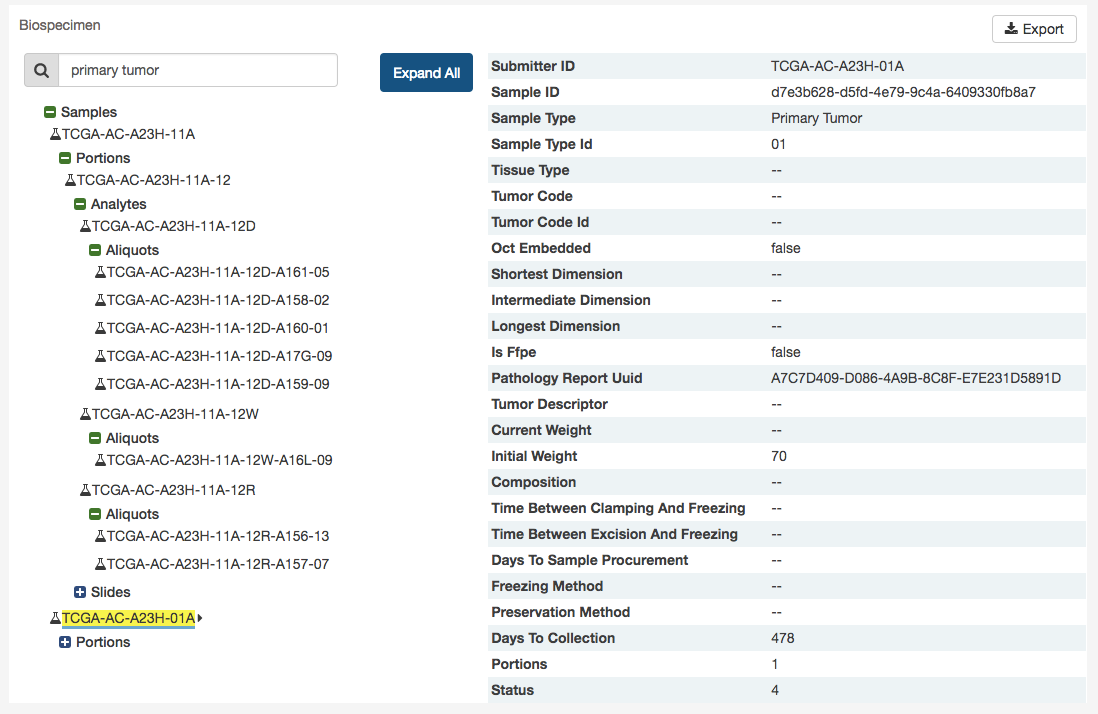 Biospecimen
Export
primary tumor
Expand All
Samples
TCGA-AC-A23H-11A
Portions
TCGA-AC-A23H-11A-12
Analytes
TCGA-AC-A23H-11A-12D
Aliquots
TCGA-AC-A23H-11A-12D-A161-05
TCGA-AC-A23H-11A-12D-A158-02
TCGA-AC-A23H-11A-12D-A160-01
TCGA-AC-A23H-11A-12D-A17G-09
TCGA-AC-A23H-11A-12D-A159-09
TCGA-AC-A23H-11A-12W
Aliquots
TCGA-AC-A23H-11A-12W-A16L-09
TCGA-AC-A23H-11A-12R
Aliquots
TCGA-AC-A23H-11A-12R-A156-13
TCGA-AC-A23H-11A-12R-A157-07
Slides
TCGA-AC-A23H-01A
Portions
Submitter ID TCGA-AC-A23H-01A
Sample ID d7e3b628-d5fd-4e79-9c4a-6409330fb8a7
Sample Type Primary Tumor
Sample Type Id 01
Tissue Type --
Tumor Code --
Tumor Code Id --
Oct Embedded false
Shortest Dimension --
Intermediate Dimension --
Longest Dimension --
Is Ffpe false
Pathology Report Uuid A7C7D409-D086-4A9B-8C8F-E7E231D5891D
Tumor Descriptor --
Current Weight --
Initial Weight 70
Composition --
Time Between Clamping And Freezing --
Time Between Excision And Freezing --
Days To Sample Procurement --
Freezing Method --
Preservation Method --
Days To Collection 478
Portions 1
Status 4